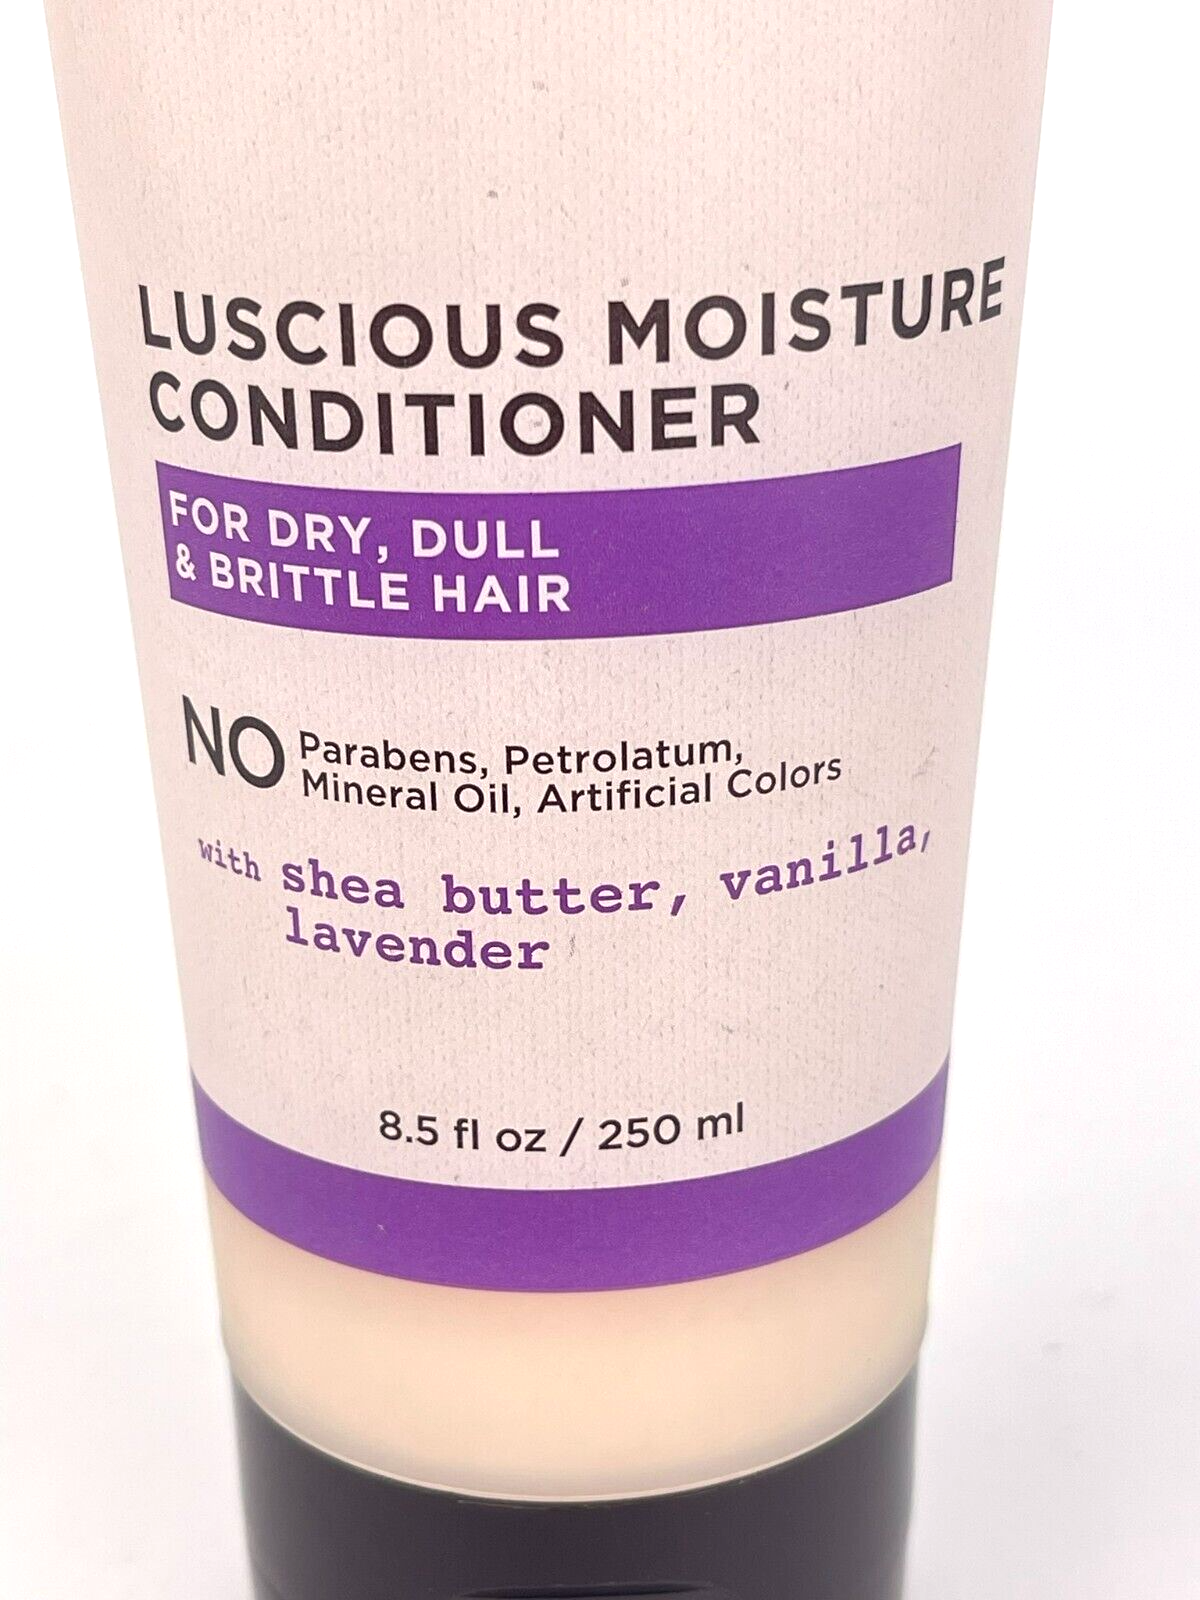 LUSCIOUS MOISTURE
CONDITIONER
FOR DRY, DULL
& BRITTLE HAIR
NO Parabens, Petrolatum,
Mineral Oil, Artificial Colors
with shea butter, vanilla,
lavender
8.5 fl oz / 250 ml